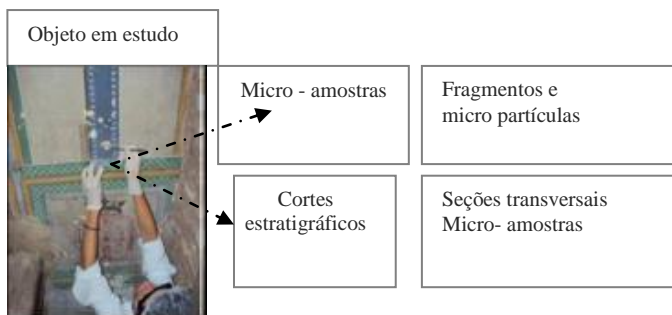 Objeto em estudo
Micro - amostras
Fragmentos e
micro partículas
Cortes
estratigráficos
Seções transversais
Micro- amostras